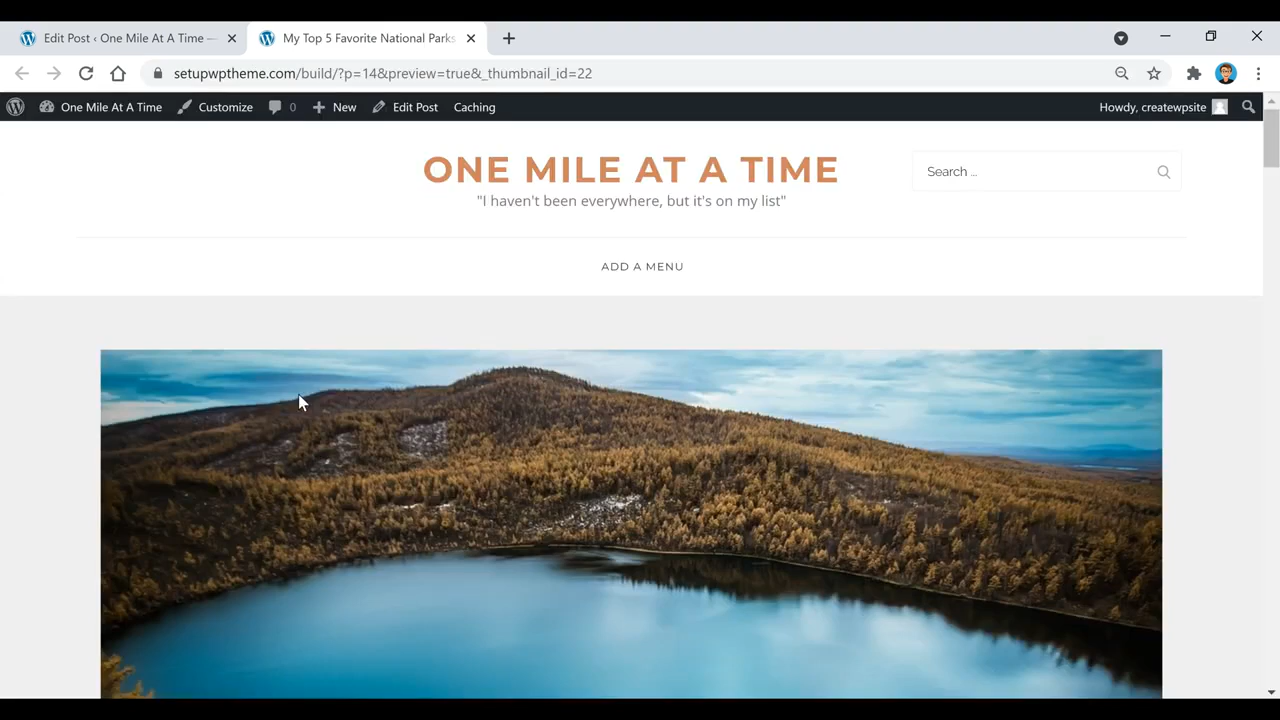 Edit Post ‹ One Mile At A Time —
My Top 5 Favorite National Parks
setupwptheme.com/build/?p=14&preview=true&_thumbnail_id=22
One Mile At A Time
Customize
0
New
Edit Post
Caching
Howdy, createwpsite
ONE MILE AT A TIME
"I haven't been everywhere, but it's on my list"
Search ...
ADD A MENU